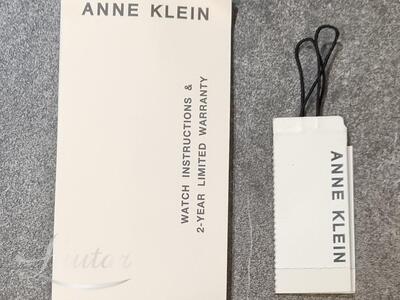 ANNE KLEIN
WATCH INSTRUCTIONS &
2-YEAR LIMITED WARRANTY
ANNE KLEIN